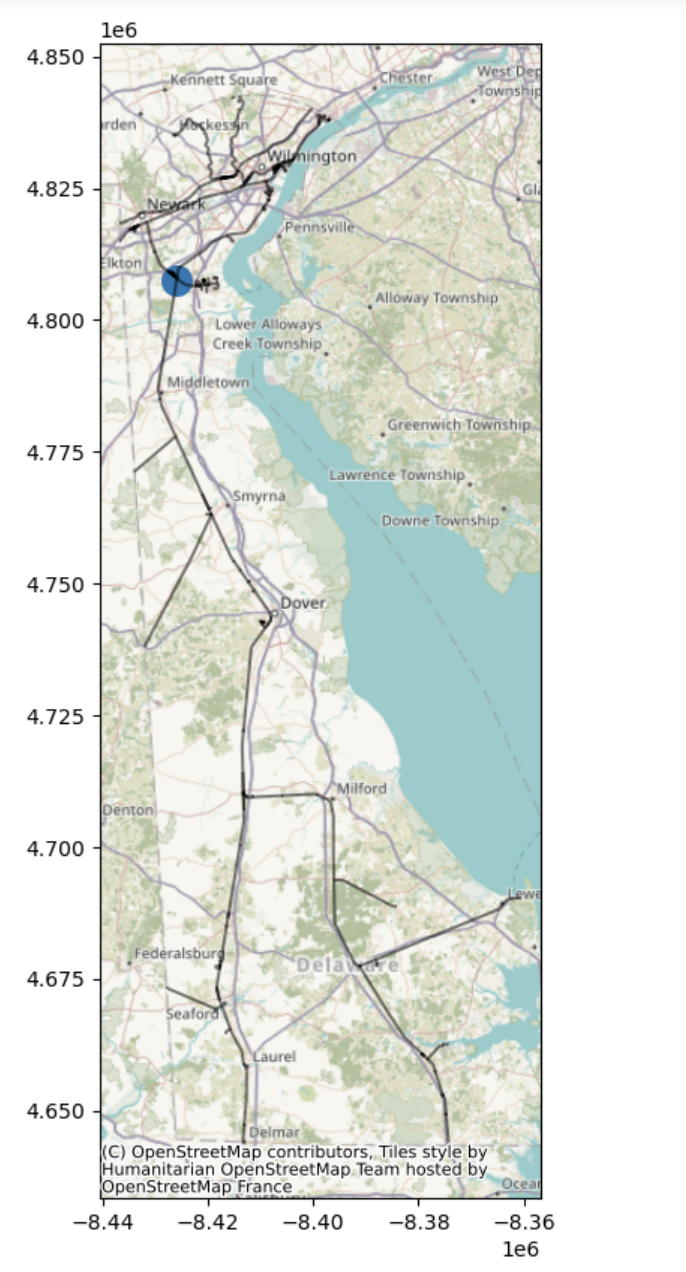 1e6
4.850
Kennett Square
Chester
West Dep
Township
arden
Hockessin
Wilmington
4.825
Gla
Newark
Pennsville
Elkton
4.800
Alloway Township
Lower Alloways
Creek Township
Middletown
Greenwich Township
4.775
Lawrence Township
Smyrna
Downe Township
4.750
Dover
4.725
Milford
Denton
4.700
Lewe
Federalsburg
Delaware
4.675
Seaford
Laurel
4.650
Delmar
(C) OpenStreetMap contributors, Tiles style by
Humanitarian OpenStreetMap Team hosted by
OpenStreetMap France
Ocean
−8.44 −8.42 −8.40 −8.38 −8.36
1e6